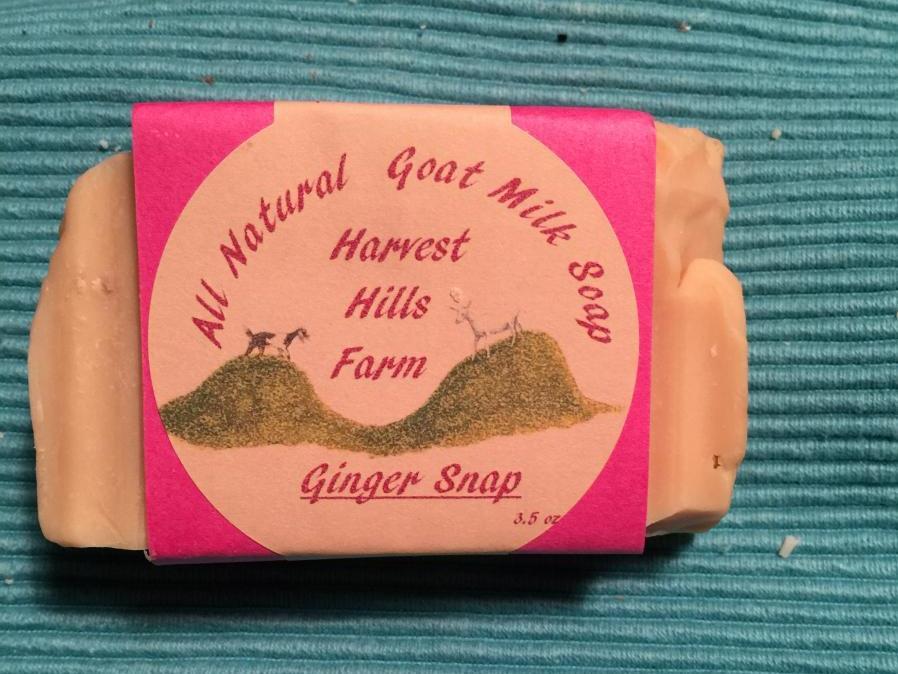 All Natural Goat Milk Soap
Harvest
Hills
Farm
Ginger Snap
3.5 oz